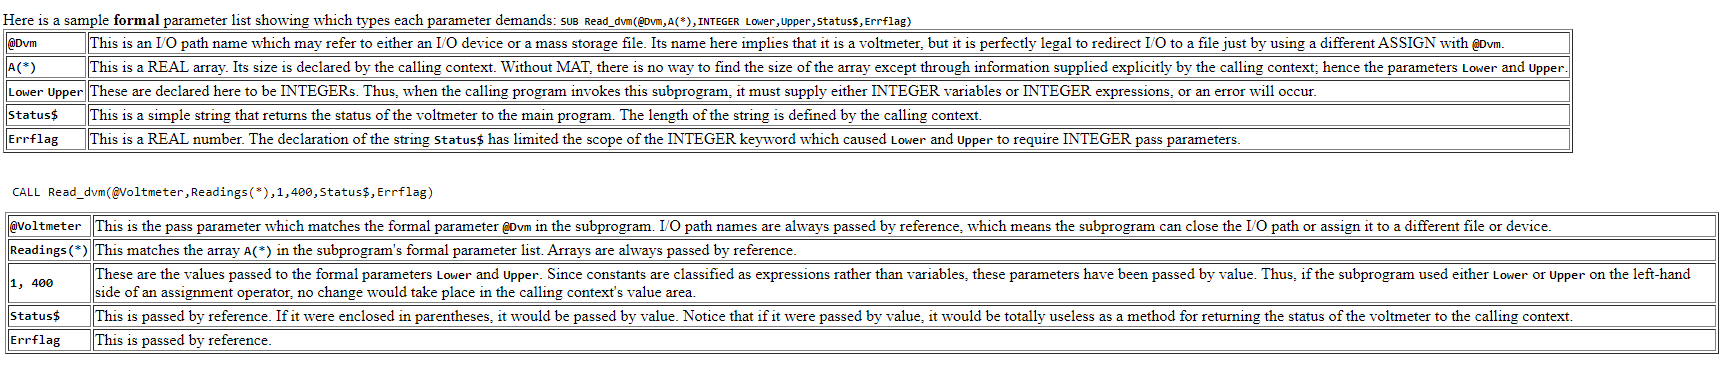 Here is a sample formal parameter list showing which types each parameter demands: SUB Read_dvm(@Dvm,A(*),INTEGER Lower,Upper,Status$,Errflag)
@Dvm This is an I/O path name which may refer to either an I/O device or a mass storage file. Its name here implies that it is a voltmeter, but it is perfectly legal to redirect I/O to a file just by using a different ASSIGN with @Dvm.
A(*) This is a REAL array. Its size is declared by the calling context. Without MAT, there is no way to find the size of the array except through information supplied explicitly by the calling context; hence the parameters Lower and Upper.
Lower Upper These are declared here to be INTEGERs. Thus, when the calling program invokes this subprogram, it must supply either INTEGER variables or INTEGER expressions, or an error will occur.
Status$ This is a simple string that returns the status of the voltmeter to the main program. The length of the string is defined by the calling context.
Errflag This is a REAL number. The declaration of the string Status$ has limited the scope of the INTEGER keyword which caused Lower and Upper to require INTEGER pass parameters.
CALL Read_dvm(@Voltmeter,Readings(*),1,400,Status$,Errflag)
@Voltmeter This is the pass parameter which matches the formal parameter @Dvm in the subprogram. I/O path names are always passed by reference, which means the subprogram can close the I/O path or assign it to a different file or device.
Readings(*) This matches the array A(*) in the subprogram's formal parameter list. Arrays are always passed by reference.
1, 400 These are the values passed to the formal parameters Lower and Upper. Since constants are classified as expressions rather than variables, these parameters have been passed by value. Thus, if the subprogram used either Lower or Upper on the left-hand
side of an assignment operator, no change would take place in the calling context's value area.
Status$ This is passed by reference. If it were enclosed in parentheses, it would be passed by value. Notice that if it were passed by value, it would be totally useless as a method for returning the status of the voltmeter to the calling context.
Errflag This is passed by reference.